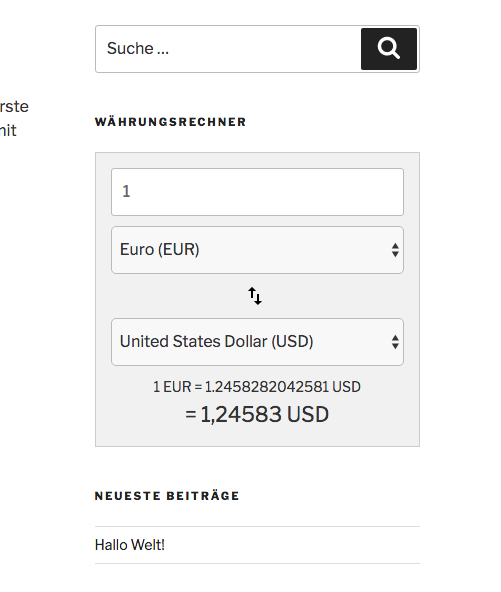 Suche ...
rste
WÄHRUNGSRECHNER
nit
1
Euro (EUR)
United States Dollar (USD)
1 EUR = 1.2458282042581 USD
= 1,24583 USD
NEUESTE BEITRÄGE
Hallo Welt!